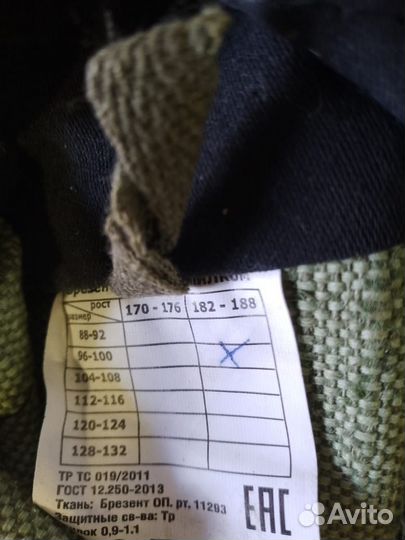 рост 170 - 176 182 - 188
размер
88-92
96-100
104-108
112-116
120-124
128-132
ТР ТС 019/2011
ГОСТ 12.250-2013
Ткань: Брезент ОП. рт. 11293
Защитные св-ва: Тр
0,9-1.1
EAC
Avito